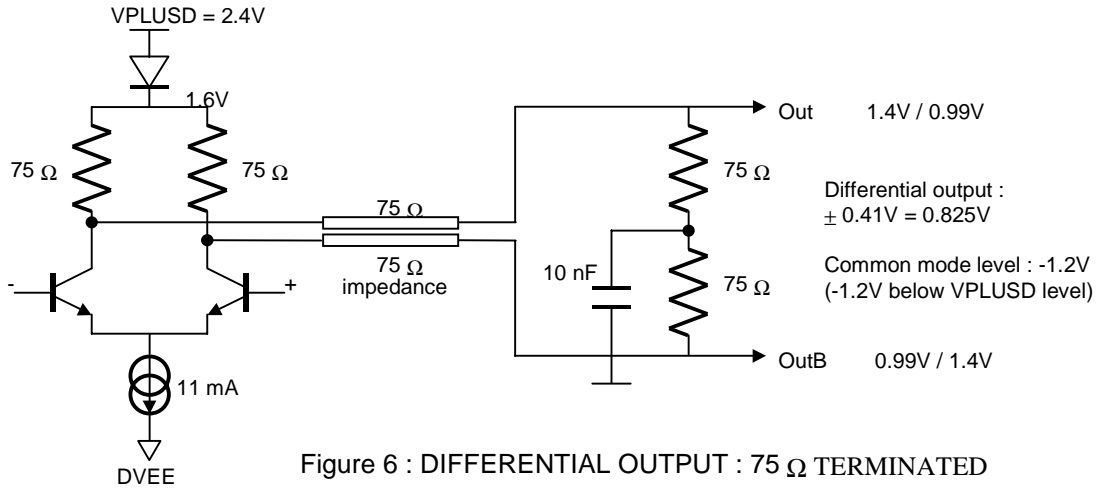 VPLUSD = 2.4V
1.6V
75 Ω
75 Ω
75 Ω
75 Ω
impedance
-
+
11 mA
DVEE
10 nF
75 Ω
75 Ω
Out 1.4V / 0.99V
Differential output :
± 0.41V = 0.825V
Common mode level : -1.2V
(-1.2V below VPLUSD level)
OutB 0.99V / 1.4V
Figure 6 : DIFFERENTIAL OUTPUT : 75 Ω TERMINATED